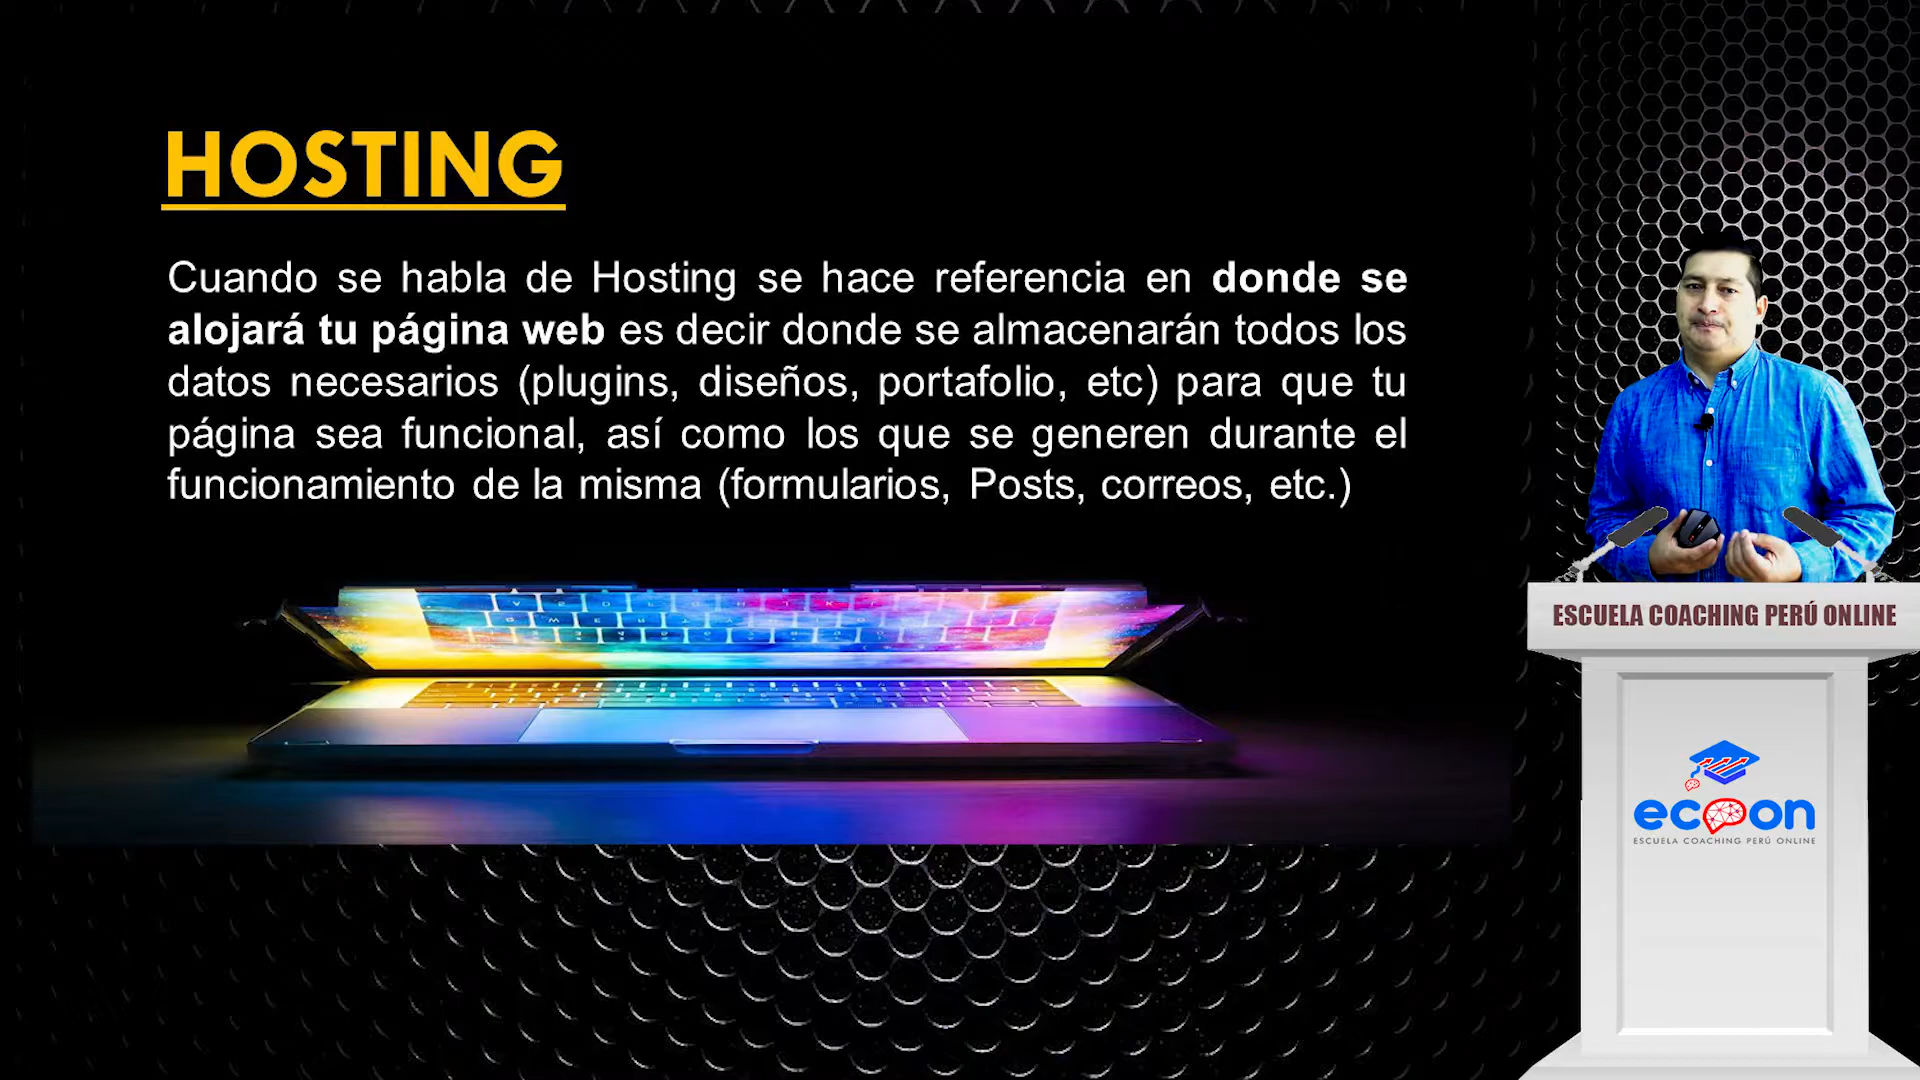 HOSTING
Cuando se habla de Hosting se hace referencia en donde se
alojará tu página web es decir donde se almacenarán todos los
datos necesarios (plugins, diseños, portafolio, etc) para que tu
página sea funcional, así como los que se generen durante el
funcionamiento de la misma (formularios, Posts, correos, etc.)
ESCUELA COACHING PERÚ ONLINE
ecpon
ESCUELA COACHING PERÚ ONLINE